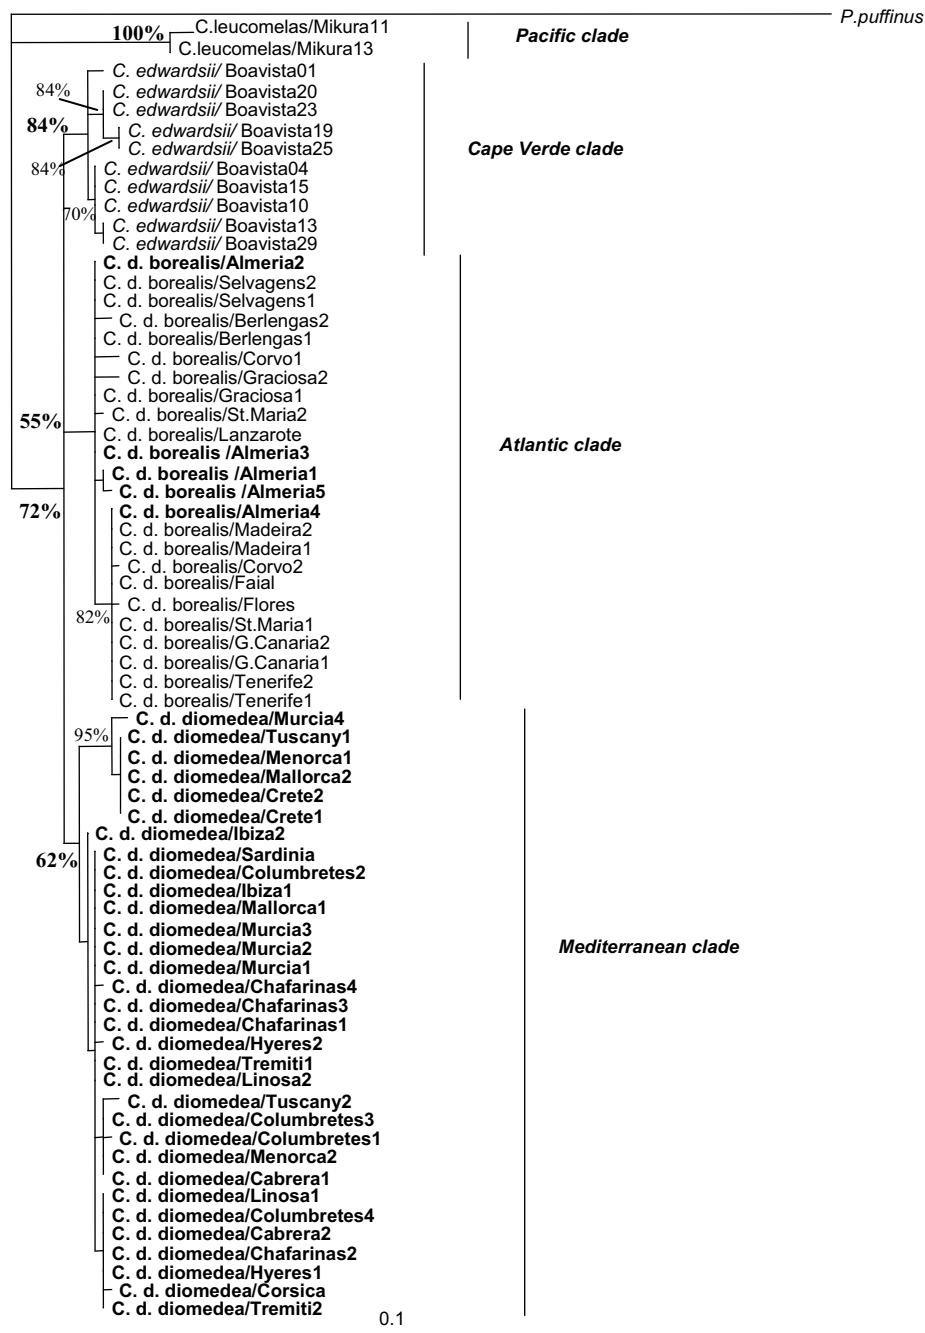 P.puffinus
100%
C.leucomelas/Mikura11
C.leucomelas/Mikura13
Pacific clade
C. edwardsii/ Boavista01
84%
C. edwardsii/ Boavista20
C. edwardsii/ Boavista23
84%
C. edwardsii/ Boavista19
C. edwardsii/ Boavista25
Cape Verde clade
84%
C. edwardsii/ Boavista04
C. edwardsii/ Boavista15
C. edwardsii/ Boavista10
70%
C. edwardsii/ Boavista13
C. edwardsii/ Boavista29
C. d. borealis/Almeria2
C. d. borealis/Selvagens2
C. d. borealis/Selvagens1
C. d. borealis/Berlengas2
C. d. borealis/Berlengas1
C. d. borealis/Corvo1
C. d. borealis/Graciosa2
C. d. borealis/Graciosa1
C. d. borealis/St.Maria2
55%
C. d. borealis/Lanzarote
Atlantic clade
C. d. borealis /Almeria3
C. d. borealis /Almeria1
C. d. borealis /Almeria5
72%
C. d. borealis/Almeria4
C. d. borealis/Madeira2
C. d. borealis/Madeira1
C. d. borealis/Corvo2
C. d. borealis/Faial
C. d. borealis/Flores
82%
C. d. borealis/St.Maria1
C. d. borealis/G.Canaria2
C. d. borealis/G.Canaria1
C. d. borealis/Tenerife2
C. d. borealis/Tenerife1
C. d. diomedea/Murcia4
95%
C. d. diomedea/Tuscany1
C. d. diomedea/Menorca1
C. d. diomedea/Mallorca2
C. d. diomedea/Crete2
C. d. diomedea/Crete1
C. d. diomedea/Ibiza2
62%
C. d. diomedea/Sardinia
C. d. diomedea/Columbretes2
C. d. diomedea/Ibiza1
C. d. diomedea/Mallorca1
C. d. diomedea/Murcia3
C. d. diomedea/Murcia2
Mediterranean clade
C. d. diomedea/Murcia1
C. d. diomedea/Chafarinas4
C. d. diomedea/Chafarinas3
C. d. diomedea/Chafarinas1
C. d. diomedea/Hyeres2
C. d. diomedea/Tremiti1
C. d. diomedea/Linosa2
C. d. diomedea/Tuscany2
C. d. diomedea/Columbretes3
C. d. diomedea/Columbretes1
C. d. diomedea/Menorca2
C. d. diomedea/Cabrera1
C. d. diomedea/Linosa1
C. d. diomedea/Columbretes4
C. d. diomedea/Cabrera2
C. d. diomedea/Chafarinas2
C. d. diomedea/Hyeres1
C. d. diomedea/Corsica
C. d. diomedea/Tremiti2
0.1